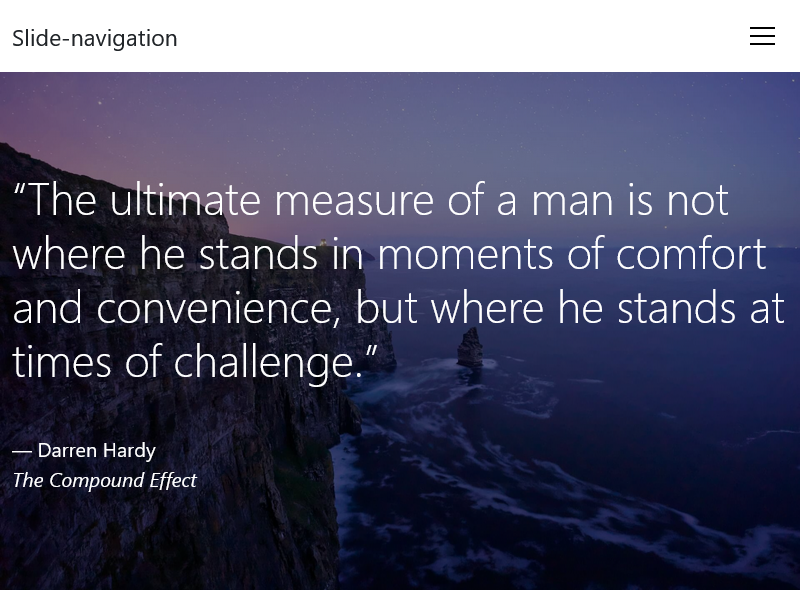 Slide-navigation
“The ultimate measure of a man is not
where he stands in moments of comfort
and convenience, but where he stands at
times of challenge.”
— Darren Hardy
The Compound Effect